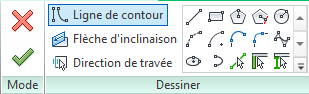 Ligne de contour
Flèche d'inclinaison
Direction de travée
Mode
Dessiner